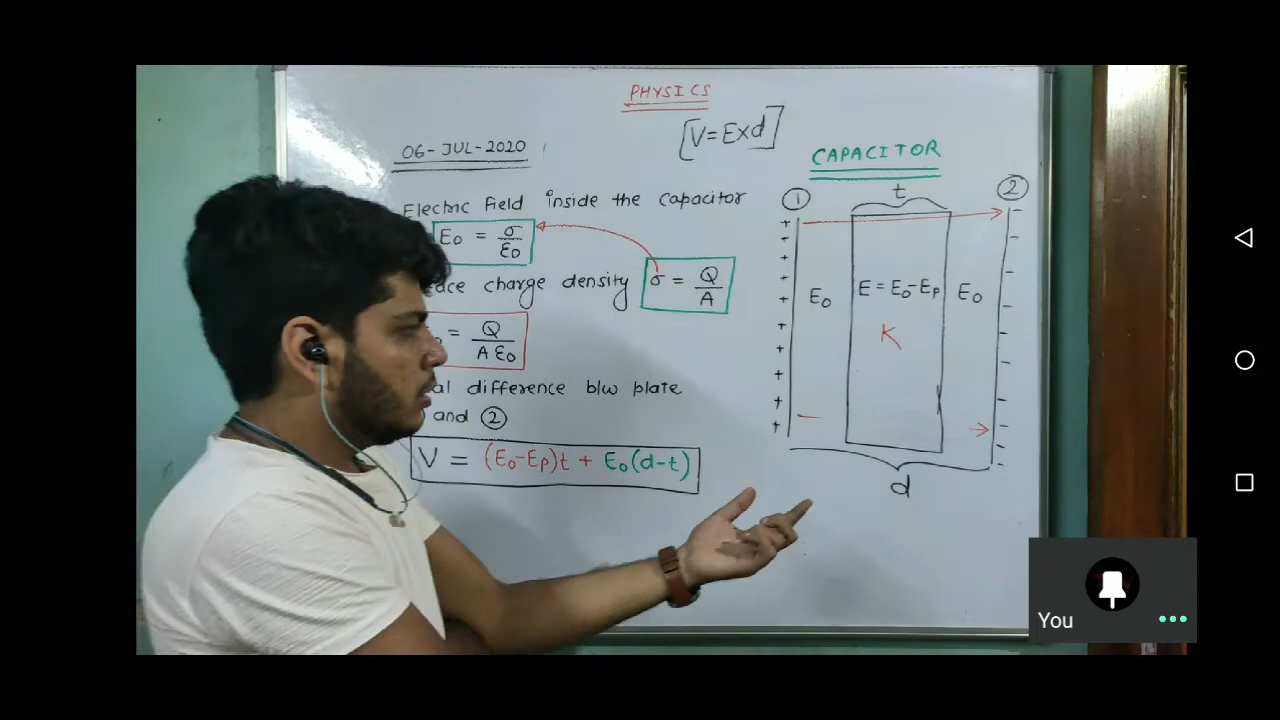 PHYSICS
[V=E×d]
06-JUL-2020
CAPACITOR
Electric Field inside the capacitor
E₀ = σ/ε₀
charge density σ = Q/A
= Q/A ε₀
difference b/w plate
and ②
V = (E₀-Eₚ)t + E₀(d-t)
① t ②
E₀ E = E₀-Eₚ E₀
K
d
You